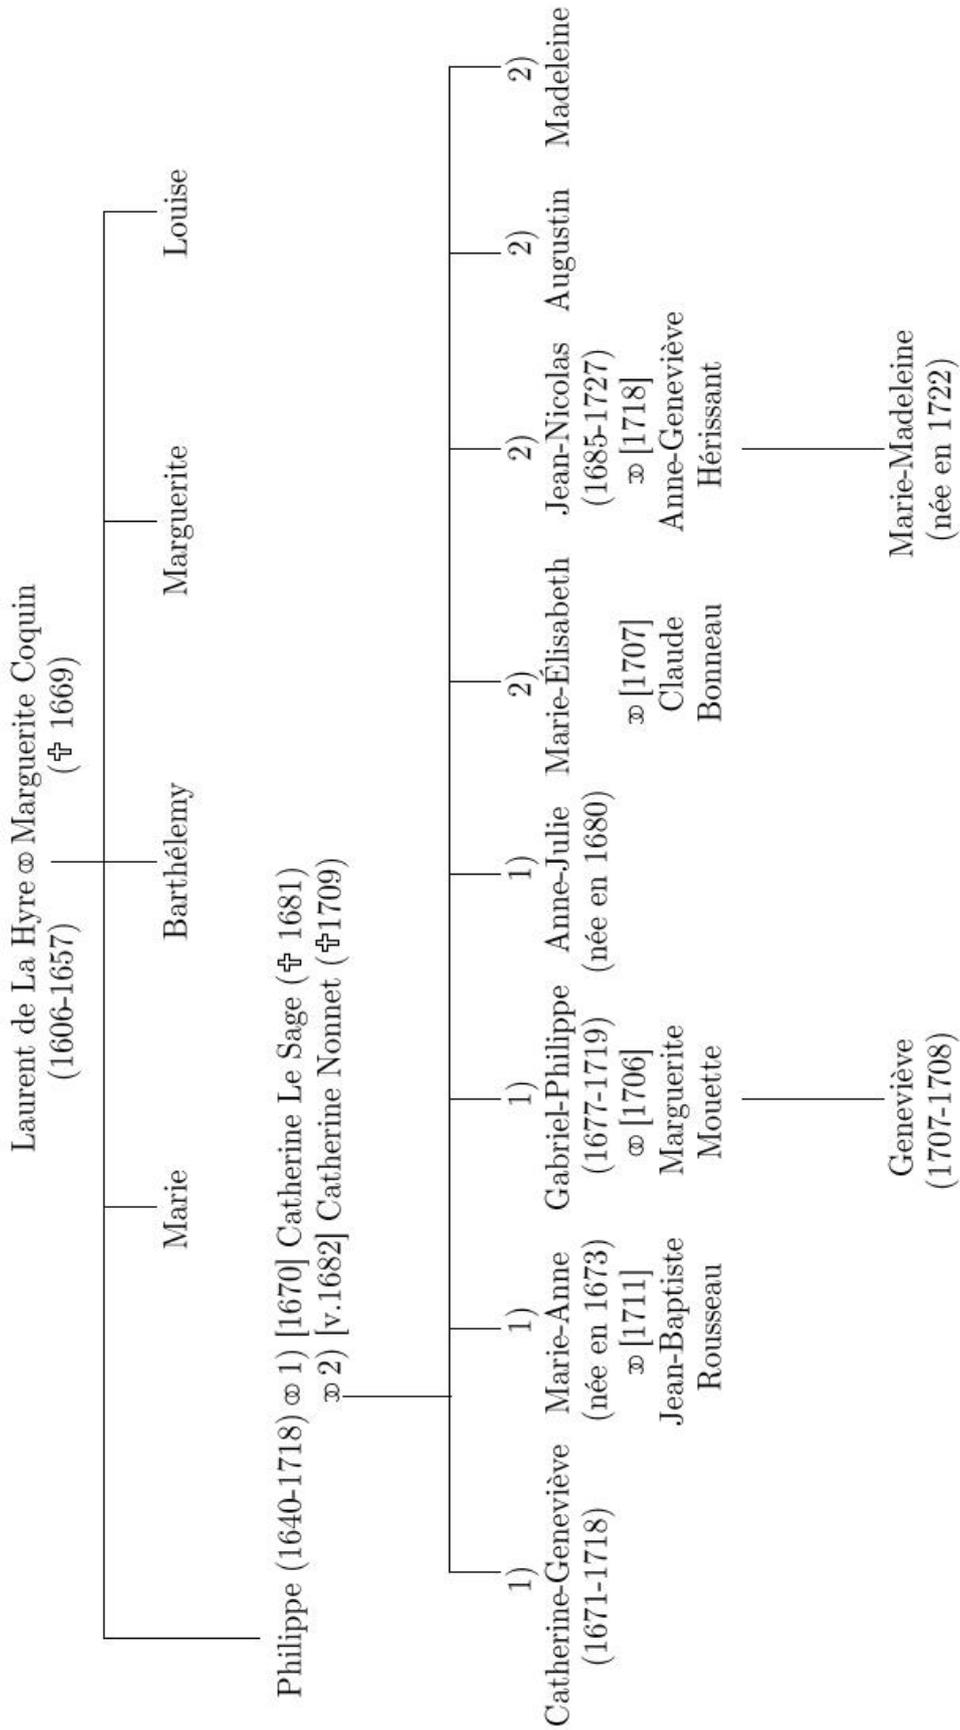 Laurent de La Hyre ⚭ Marguerite Coquin
(1606-1657) (✝ 1669)
Marie Barthélemy Marguerite Louise
Philippe (1640-1718) ⚭ 1) [1670] Catherine Le Sage (✝ 1681)
⚭ 2) [v.1682] Catherine Nonnet (✝1709)
1)
Catherine-Geneviève
(1671-1718)
1)
Marie-Anne
(née en 1673)
⚭ [1711]
Jean-Baptiste
Rousseau
1)
Gabriel-Philippe
(1677-1719)
⚭ [1706]
Marguerite
Mouette
Geneviève
(1707-1708)
1)
Anne-Julie
(née en 1680)
2)
Marie-Élisabeth
⚭ [1707]
Claude
Bonneau
2)
Jean-Nicolas
(1685-1727)
⚭ [1718]
Anne-Geneviève
Hérissant
Marie-Madeleine
(née en 1722)
2)
Augustin
2)
Madeleine